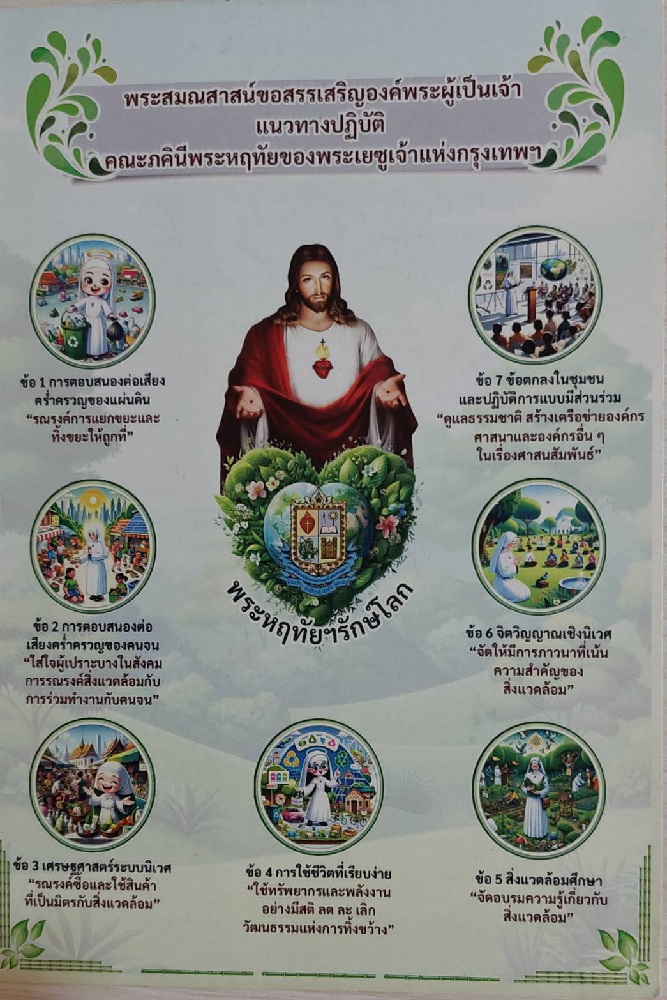 พระสมณสาสน์ขอสรรเสริญองค์พระผู้เป็นเจ้า
แนวทางปฏิบัติ
คณะภคินีพระหฤทัยของพระเยซูเจ้าแห่งกรุงเทพฯ
ข้อ 1 การตอบสนองต่อเสียง
คร่ำครวญของแผ่นดิน
“รณรงค์การแยกขยะและ
ทิ้งขยะให้ถูกที่”
ข้อ 2 การตอบสนองต่อ
เสียงคร่ำครวญของคนจน
“ใส่ใจผู้เปราะบางในสังคม
การรณรงค์สิ่งแวดล้อมกับ
การร่วมทำงานกับคนจน”
ข้อ 3 เศรษฐศาสตร์ระบบนิเวศ
“รณรงค์ซื้อและใช้สินค้า
ที่เป็นมิตรกับสิ่งแวดล้อม”
พระหฤทัยฯรักษ์โลก
ข้อ 4 การใช้ชีวิตที่เรียบง่าย
“ใช้ทรัพยากรและพลังงาน
อย่างมีสติ ลด ละ เลิก
วัฒนธรรมแห่งการทิ้งขว้าง”
ข้อ 5 สิ่งแวดล้อมศึกษา
“จัดอบรมความรู้เกี่ยวกับ
สิ่งแวดล้อม”
ข้อ 6 จิตวิญญาณเชิงนิเวศ
“จัดให้มีการภาวนาที่เน้น
ความสำคัญของ
สิ่งแวดล้อม”
ข้อ 7 ข้อตกลงในชุมชน
และปฏิบัติการแบบมีส่วนร่วม
“ดูแลธรรมชาติ สร้างเครือข่ายองค์กร
ศาสนาและองค์กรอื่น ๆ
ในเรื่องศาสนสัมพันธ์”